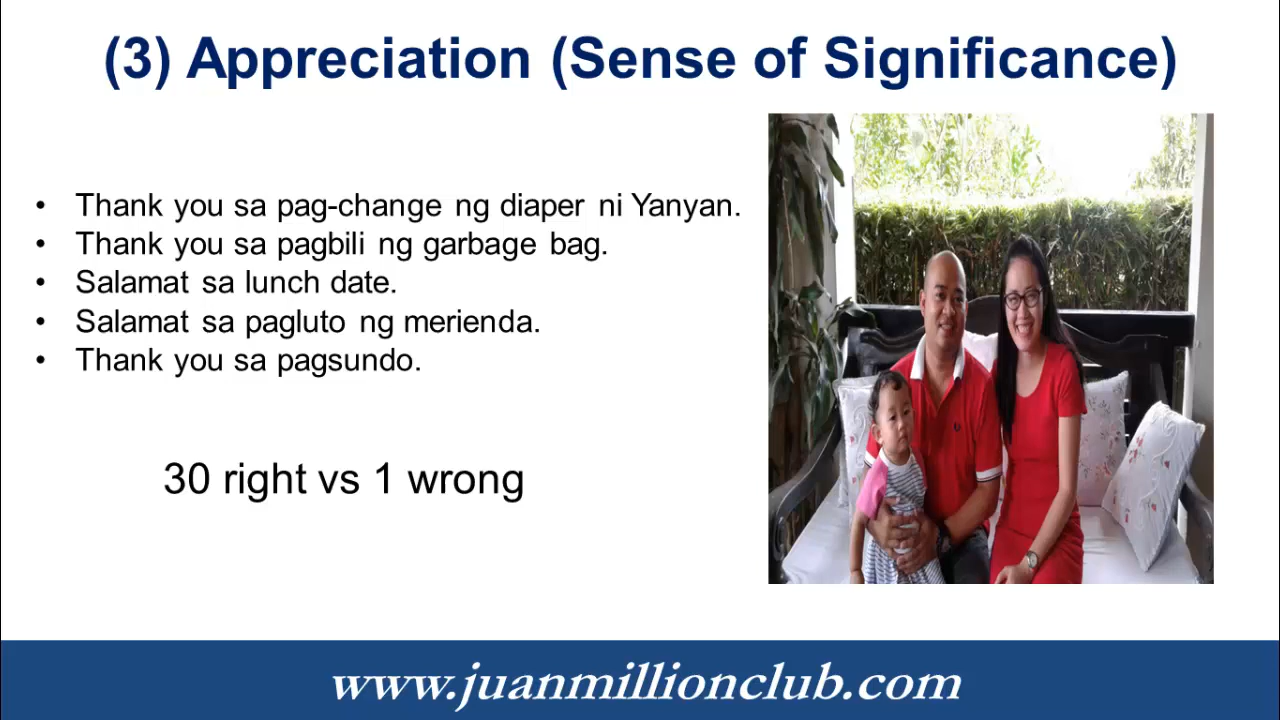 (3) Appreciation (Sense of Significance)
• Thank you sa pag-change ng diaper ni Yanyan.
• Thank you sa pagbili ng garbage bag.
• Salamat sa lunch date.
• Salamat sa pagluto ng merienda.
• Thank you sa pagsundo.
30 right vs 1 wrong
www.juanmillionclub.com